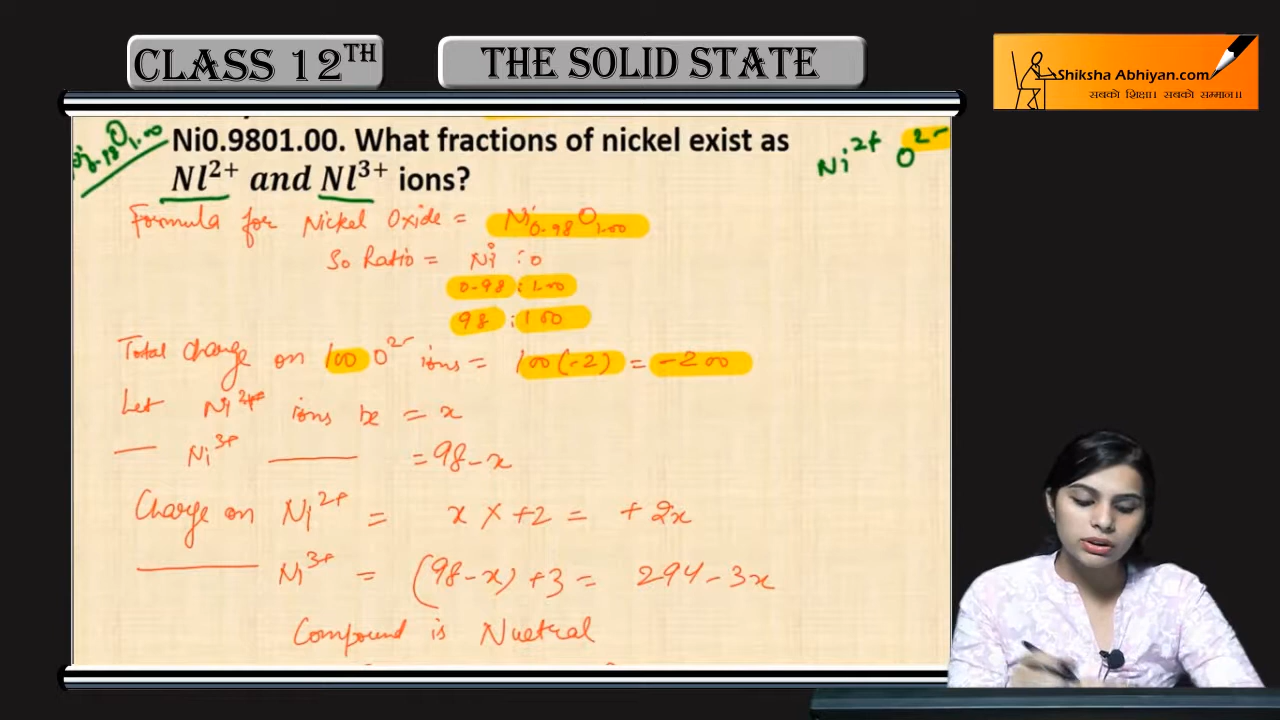 CLASS 12TH
THE SOLID STATE
Shiksha Abhiyan.com
सबको शिक्षा। सबको सम्मान॥
O1.00
Ni0.9801.00. What fractions of nickel exist as
Ni2+ O2-
Nl2+ and Nl3+ ions?
Formula for Nickel Oxide = Ni0.98O1.00
So Ratio = Ni : O
0.98 : 1.00
98 : 100
Total charge on 100 O2- ions = 100(-2) = -200
Let Ni2+ ions be = x
— Ni3+ —— = 98-x
Charge on Ni2+ = x × +2 = +2x
—— Ni3+ = (98-x) +3 = 294-3x
Compound is Nuetral